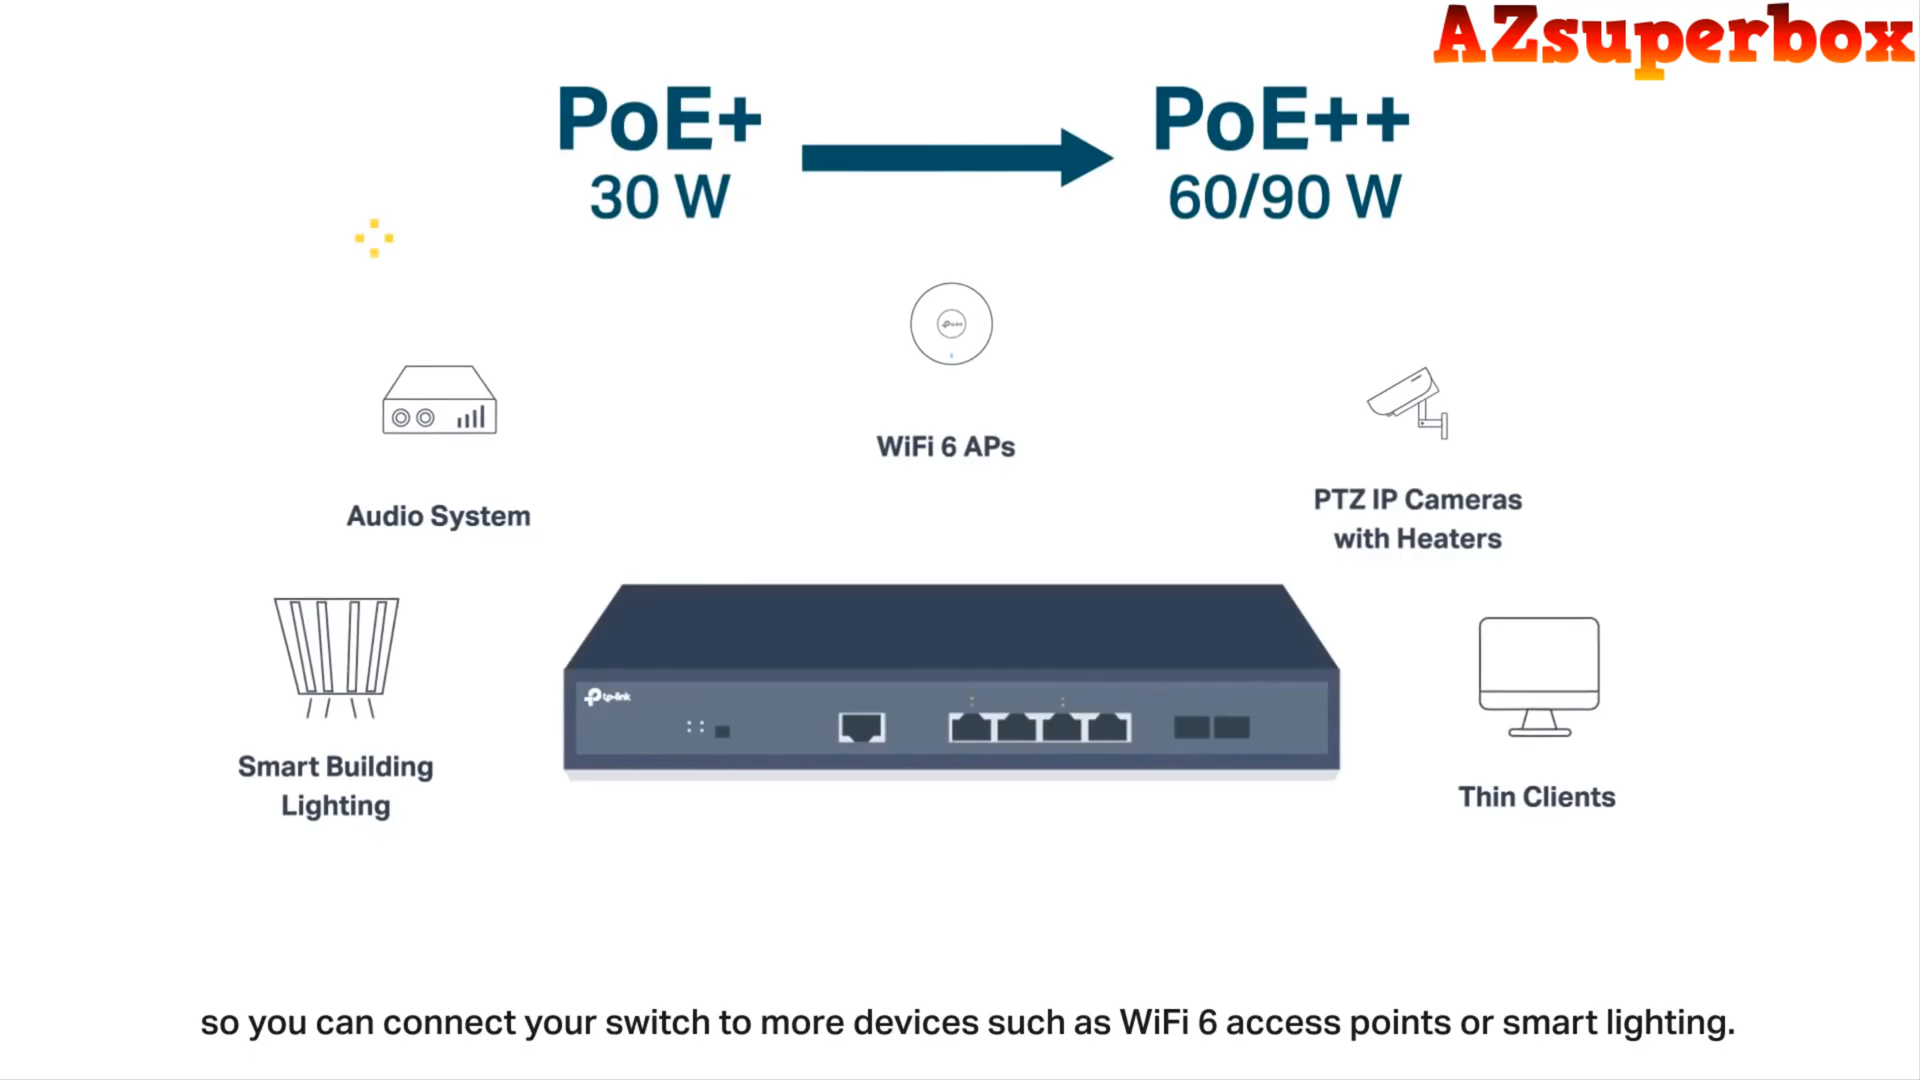 AZsuperbox
PoE+
30 W
PoE++
60/90 W
WiFi 6 APs
Audio System
PTZ IP Cameras
with Heaters
tp-link
Smart Building
Lighting
Thin Clients
so you can connect your switch to more devices such as WiFi 6 access points or smart lighting.